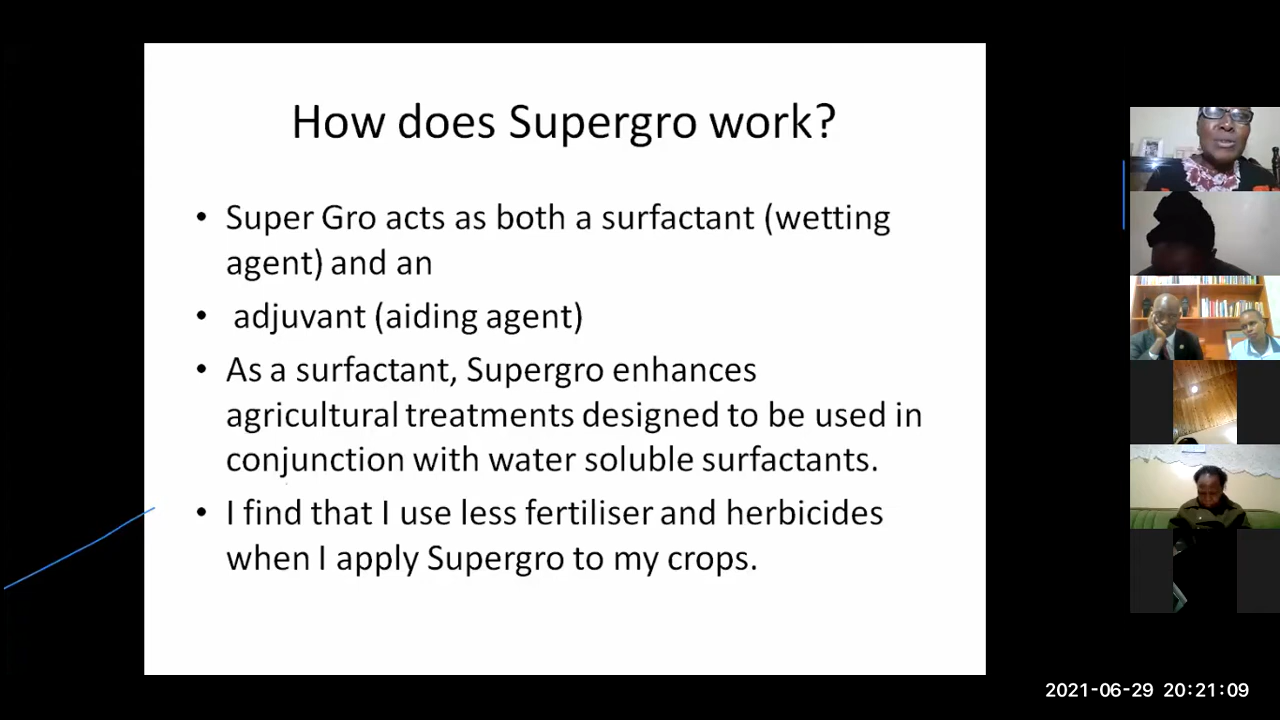 How does Supergro work?
• Super Gro acts as both a surfactant (wetting
agent) and an
• adjuvant (aiding agent)
• As a surfactant, Supergro enhances
agricultural treatments designed to be used in
conjunction with water soluble surfactants.
• I find that I use less fertiliser and herbicides
when I apply Supergro to my crops.
2021-06-29 20:21:09